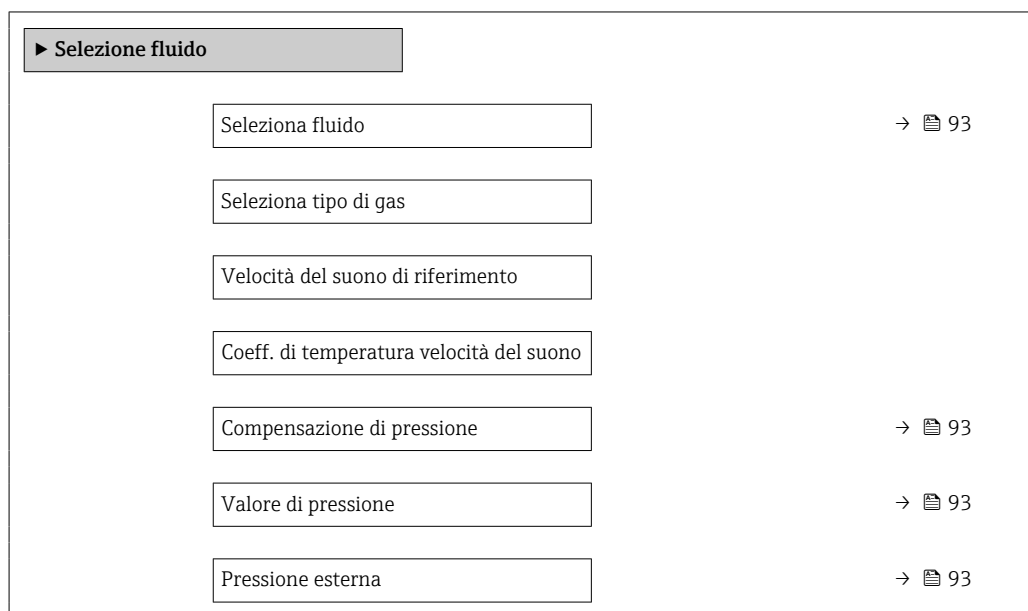 ▶ Selezione fluido
Seleziona fluido → 93
Seleziona tipo di gas
Velocità del suono di riferimento
Coeff. di temperatura velocità del suono
Compensazione di pressione → 93
Valore di pressione → 93
Pressione esterna → 93